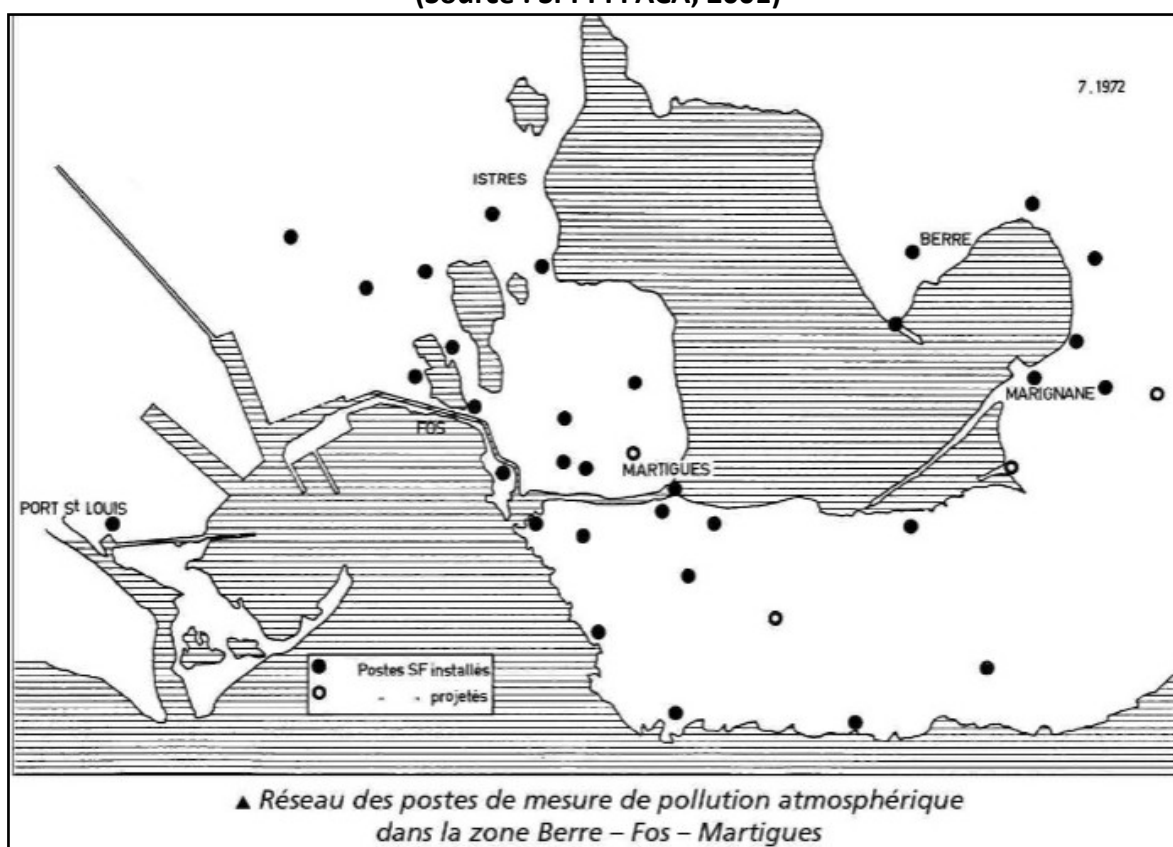 7.1972
ISTRES
BERRE
MARIGNANE
FOS
MARTIGUES
PORT St LOUIS
Postes SF installés
- - projetés
▲ Réseau des postes de mesure de pollution atmosphérique
dans la zone Berre – Fos – Martigues